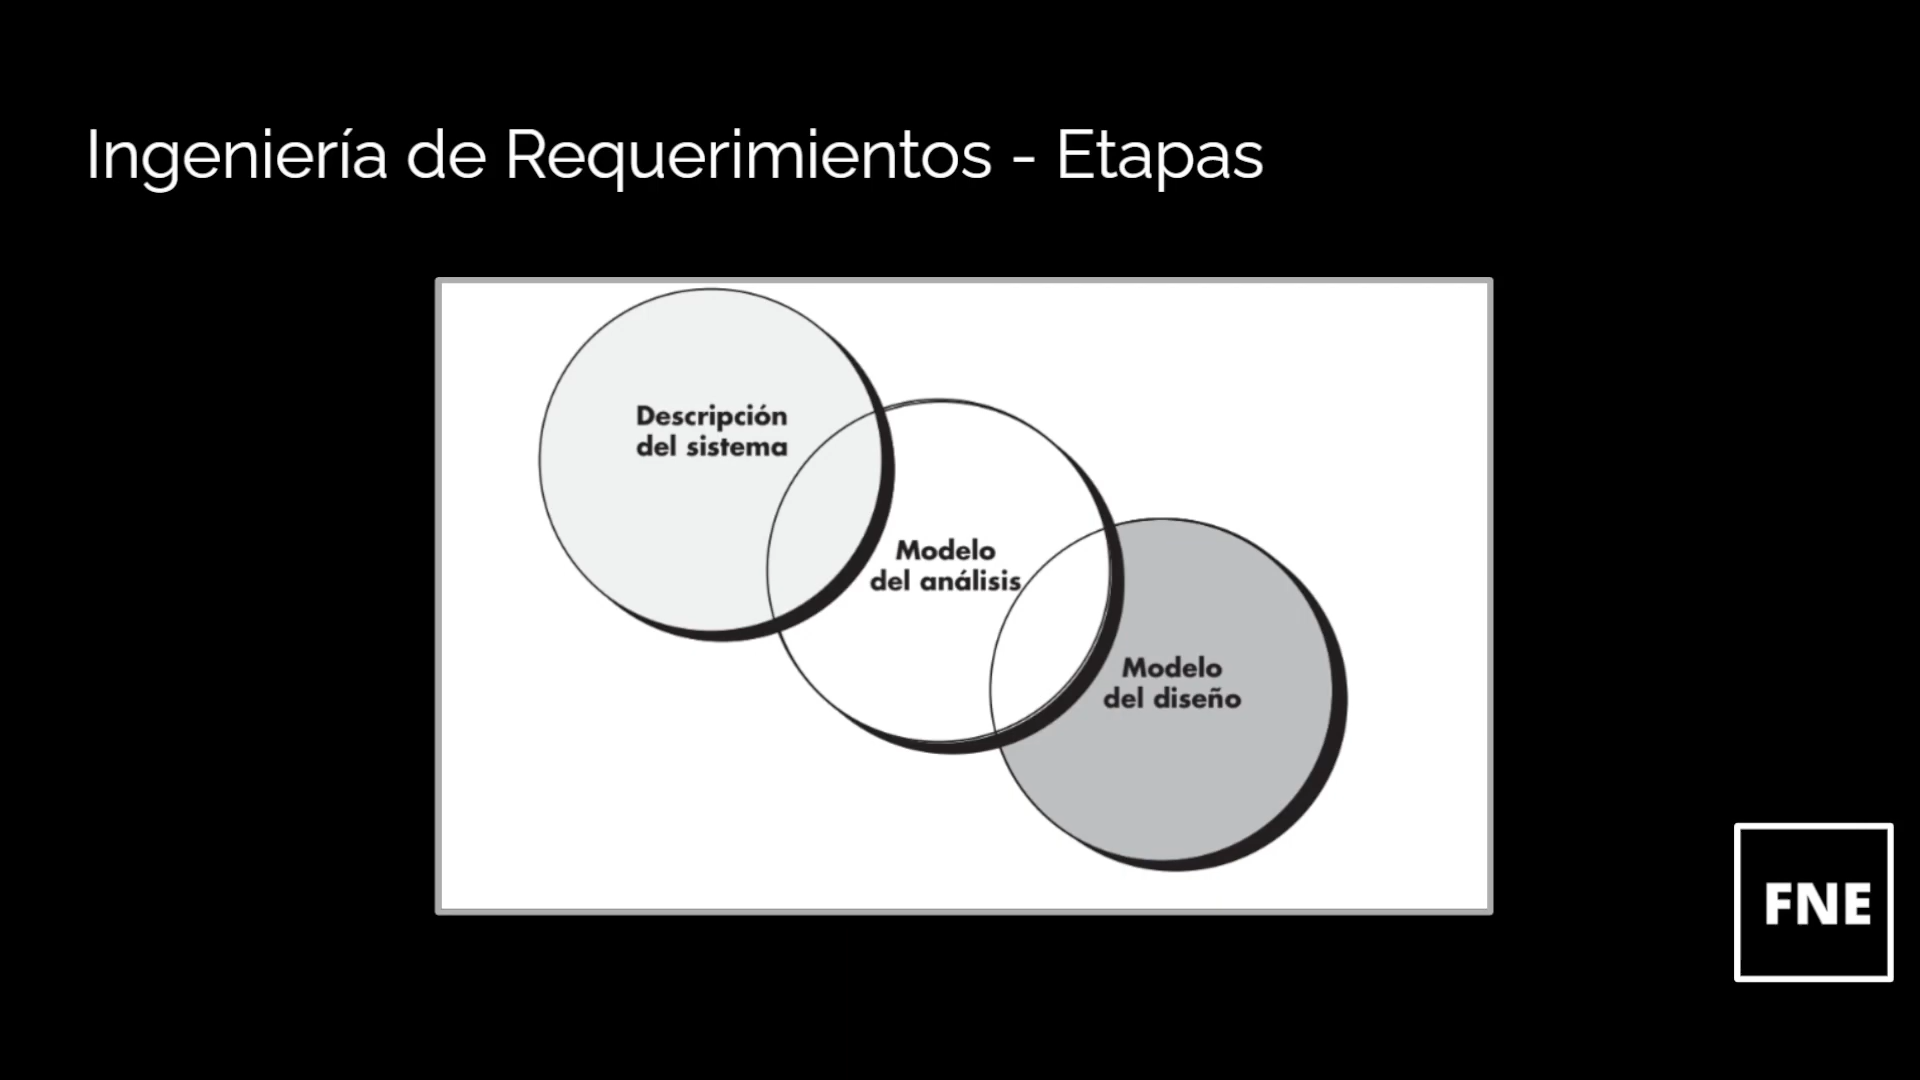 Ingeniería de Requerimientos - Etapas
Descripción
del sistema
Modelo
del análisis
Modelo
del diseño
FNE